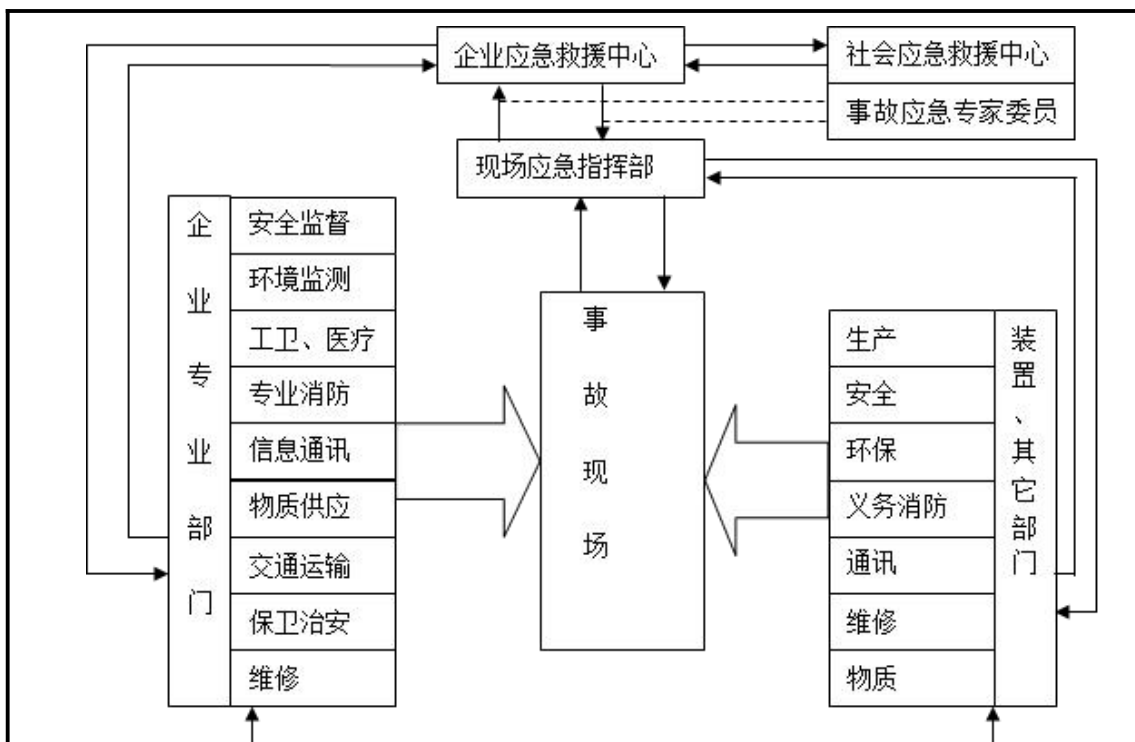 企业应急救援中心
社会应急救援中心
事故应急专家委员
现场应急指挥部
企业专业部门
安全监督
环境监测
工卫、医疗
专业消防
信息通讯
物质供应
交通运输
保卫治安
维修
事故现场
生产
安全
环保
义务消防
通讯
维修
物质
装置、其它部门